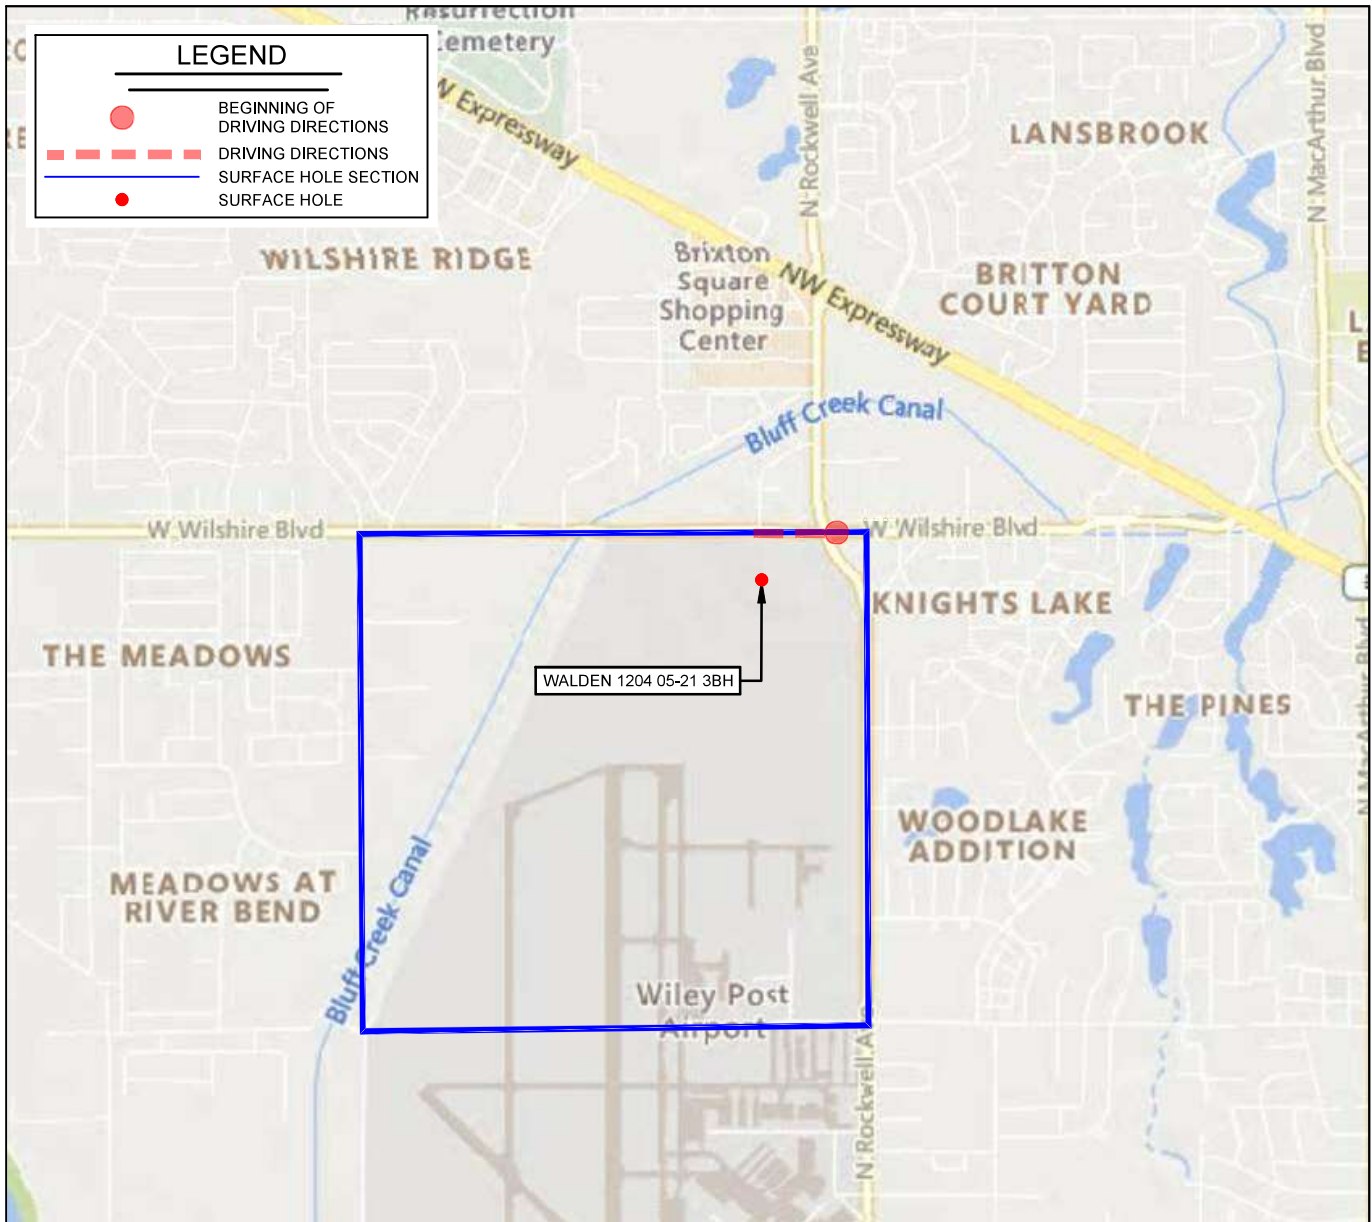 Resurrection
Cemetery
LEGEND
BEGINNING OF
DRIVING DIRECTIONS
DRIVING DIRECTIONS
SURFACE HOLE SECTION
SURFACE HOLE
W Expressway
N Rockwell Ave
N MacArthur Blvd
LANSBROOK
WILSHIRE RIDGE
Brixton
Square
Shopping
Center
NW Expressway
BRITTON
COURT YARD
Bluff Creek Canal
W Wilshire Blvd
W Wilshire Blvd
KNIGHTS LAKE
THE MEADOWS
WALDEN 1204 05-21 3BH
THE PINES
N MacArthur Blvd
WOODLAKE
ADDITION
MEADOWS AT
RIVER BEND
Bluff Creek Canal
Wiley Post
Airport
N Rockwell Ave